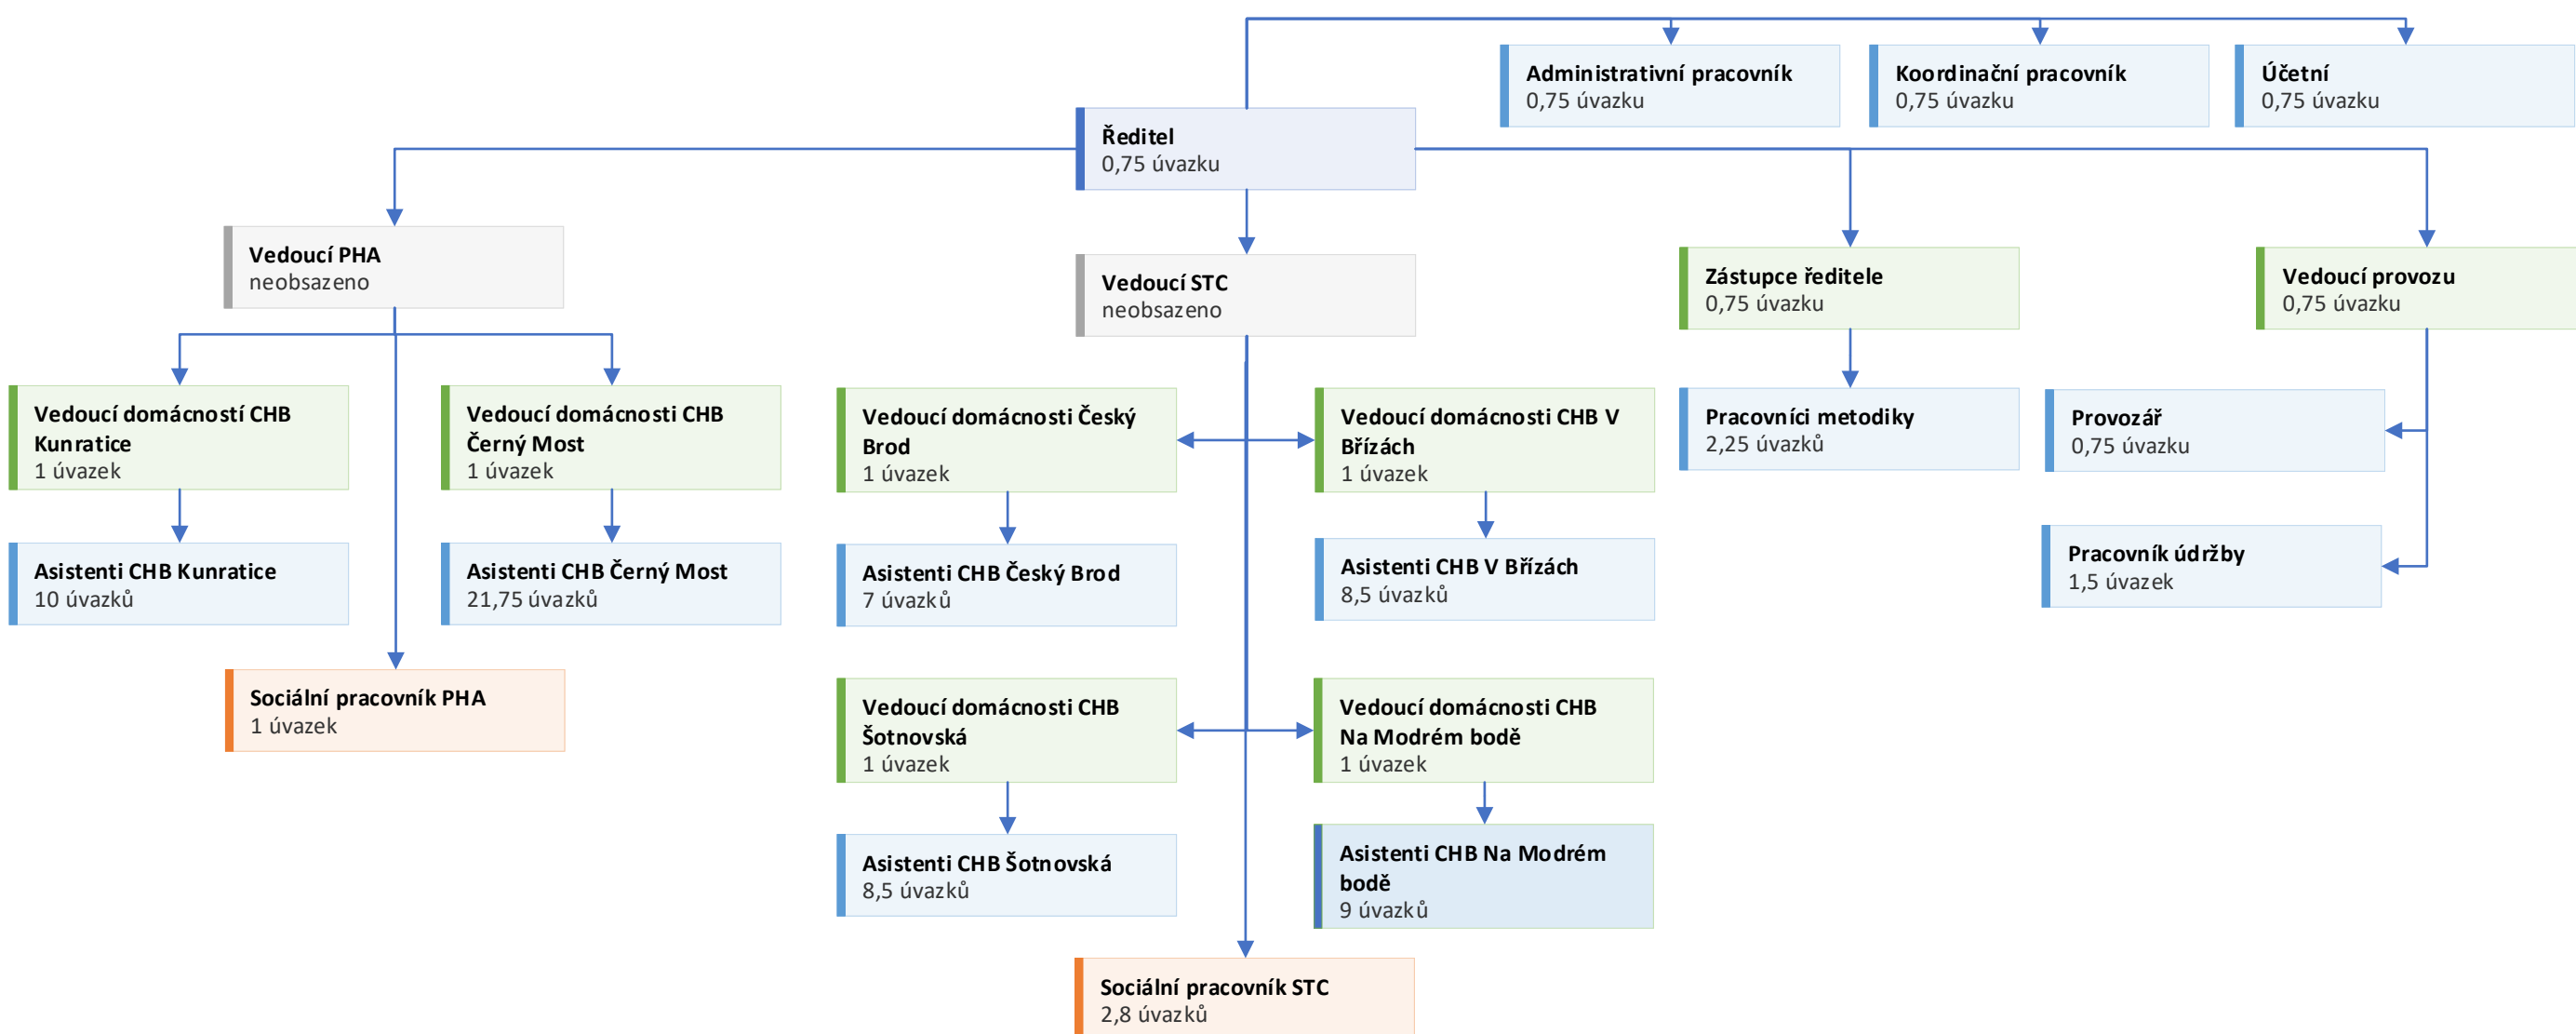 Administrativní pracovník
0,75 úvazku
Koordinační pracovník
0,75 úvazku
Účetní
0,75 úvazku
Ředitel
0,75 úvazku
Vedoucí PHA
neobsazeno
Vedoucí STC
neobsazeno
Zástupce ředitele
0,75 úvazku
Vedoucí provozu
0,75 úvazku
Vedoucí domácností CHB
Kunratice
1 úvazek
Vedoucí domácnosti CHB
Černý Most
1 úvazek
Vedoucí domácnosti Český
Brod
1 úvazek
Vedoucí domácnosti CHB V
Břízách
1 úvazek
Pracovníci metodiky
2,25 úvazků
Provozář
0,75 úvazku
Asistenti CHB Kunratice
10 úvazků
Asistenti CHB Černý Most
21,75 úvazků
Asistenti CHB Český Brod
7 úvazků
Asistenti CHB V Břízách
8,5 úvazků
Pracovník údržby
1,5 úvazek
Sociální pracovník PHA
1 úvazek
Vedoucí domácnosti CHB
Šotnovská
1 úvazek
Vedoucí domácnosti CHB
Na Modrém bodě
1 úvazek
Asistenti CHB Šotnovská
8,5 úvazků
Asistenti CHB Na Modrém
bodě
9 úvazků
Sociální pracovník STC
2,8 úvazků